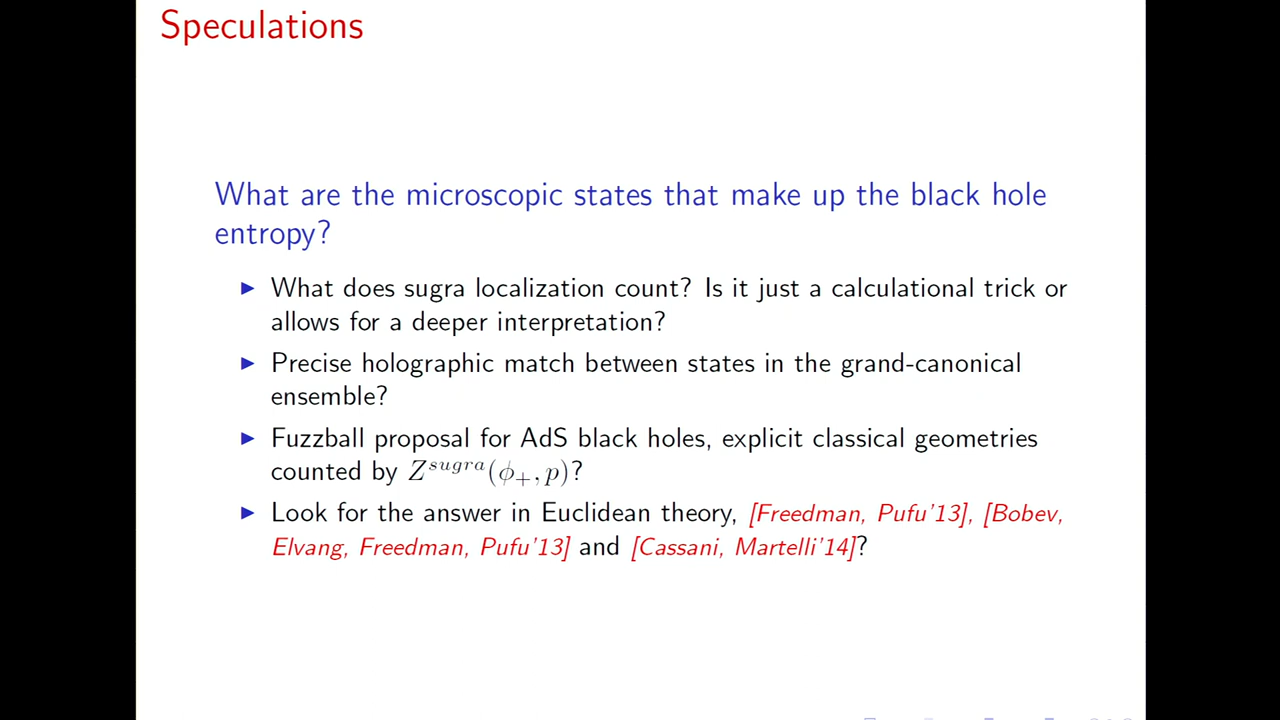 Speculations
What are the microscopic states that make up the black hole
entropy?
► What does sugra localization count? Is it just a calculational trick or
allows for a deeper interpretation?
► Precise holographic match between states in the grand-canonical
ensemble?
► Fuzzball proposal for AdS black holes, explicit classical geometries
counted by $Z^{sugra}(\phi_+, p)$?
► Look for the answer in Euclidean theory, [Freedman, Pufu'13], [Bobev,
Elvang, Freedman, Pufu'13] and [Cassani, Martelli'14]?